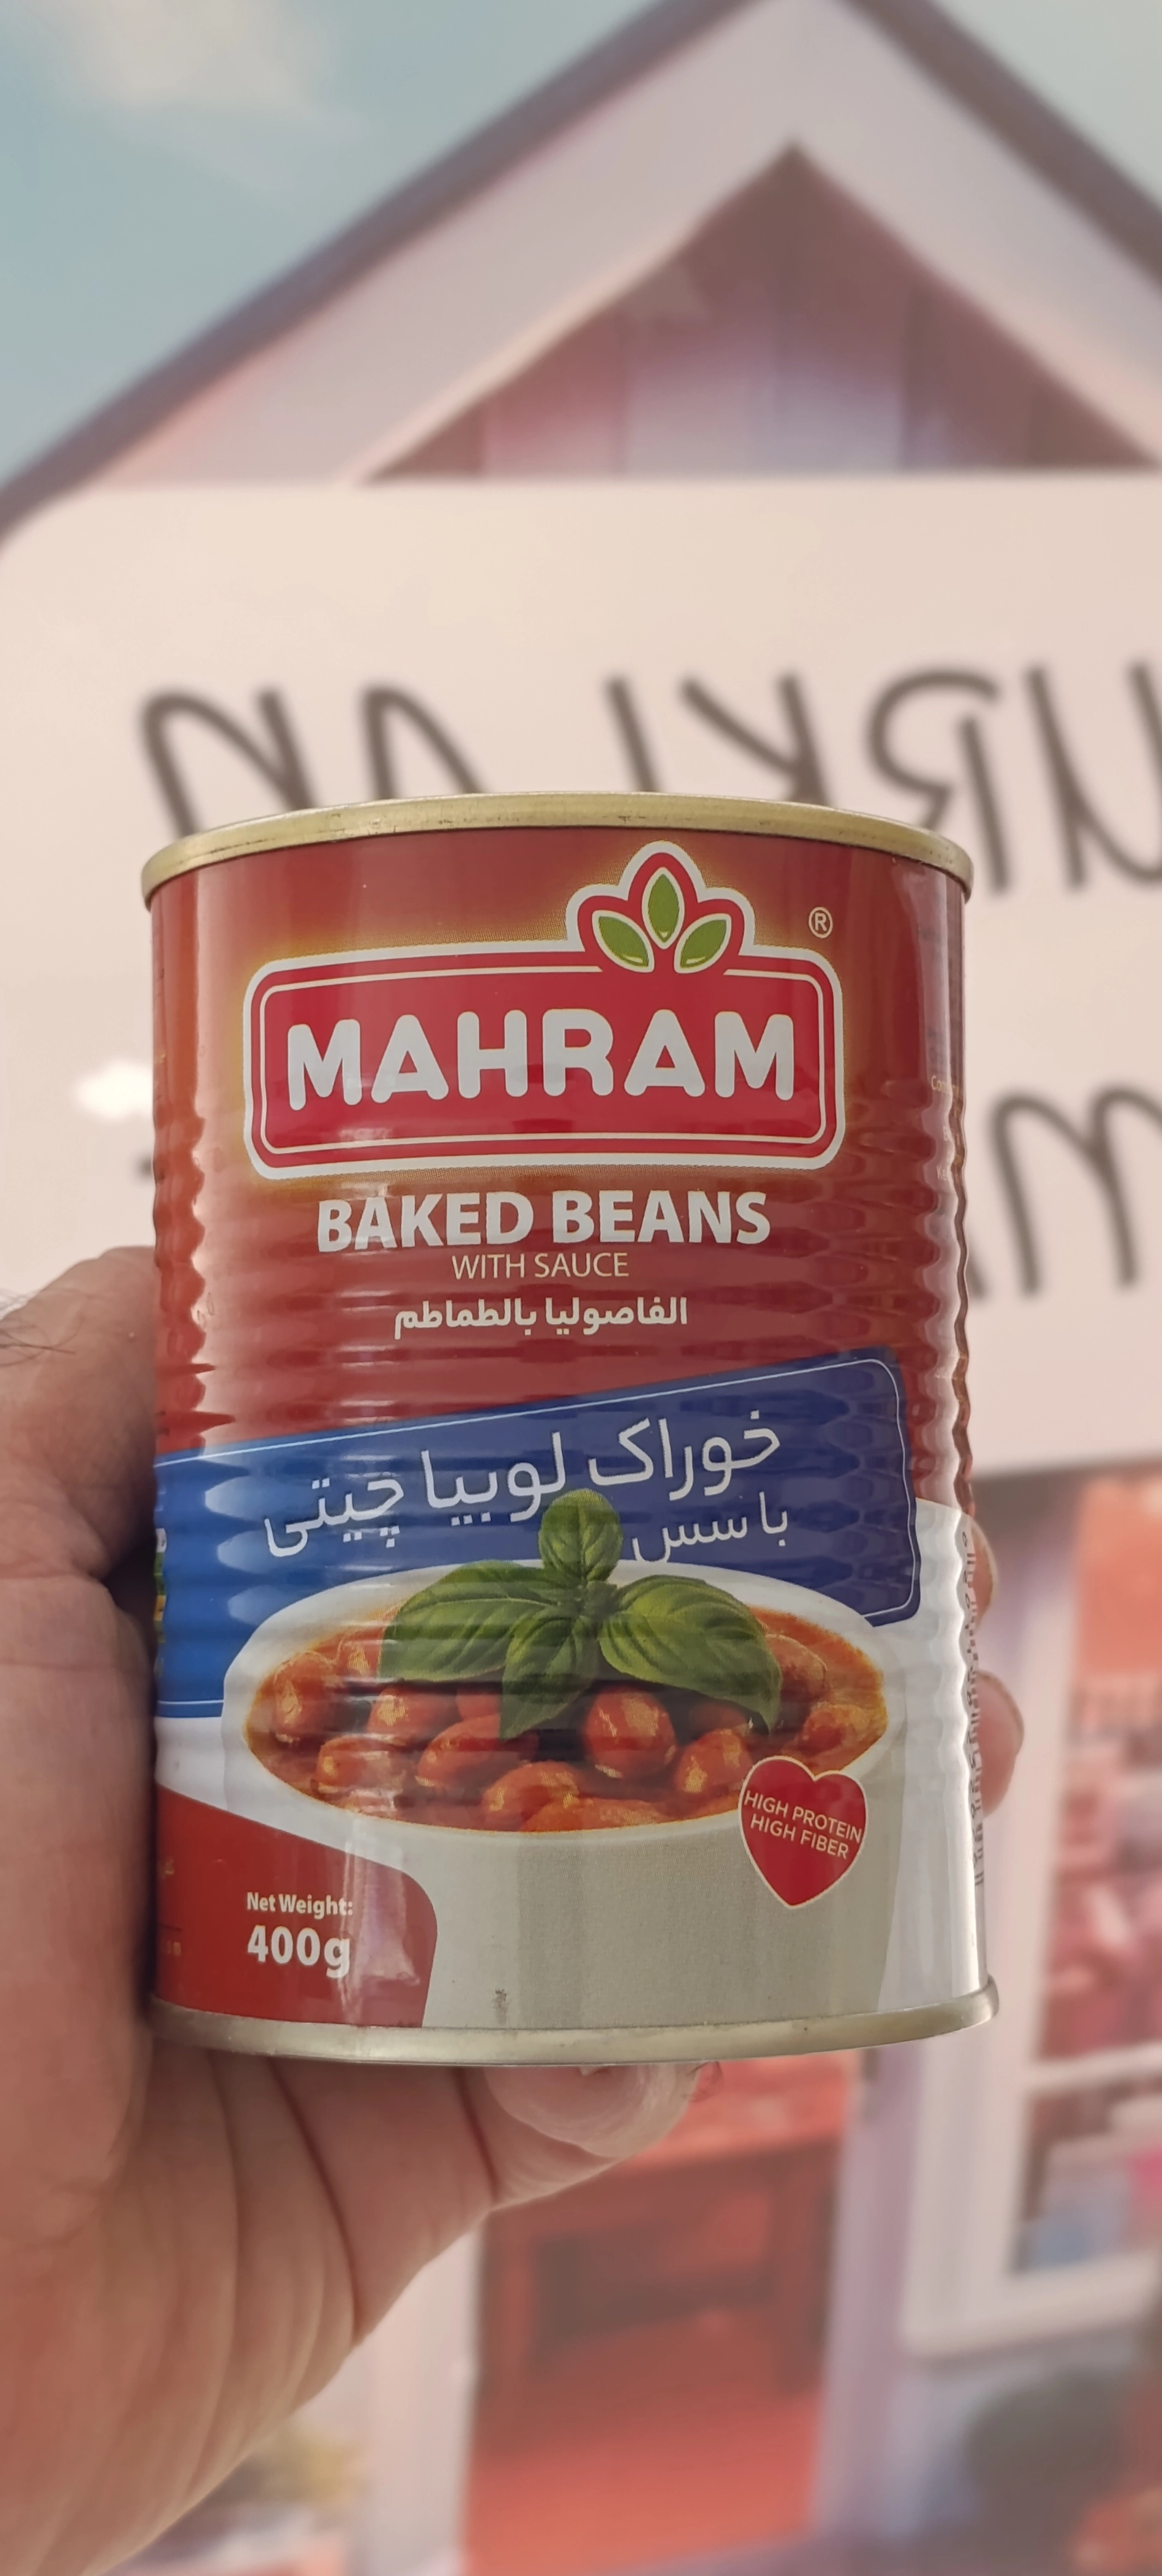 MAHRAM
®
BAKED BEANS
WITH SAUCE
الفاصوليا بالطماطم
خوراک لوبیا چیتی
با سس
HIGH PROTEIN
HIGH FIBER
Net Weight:
400g